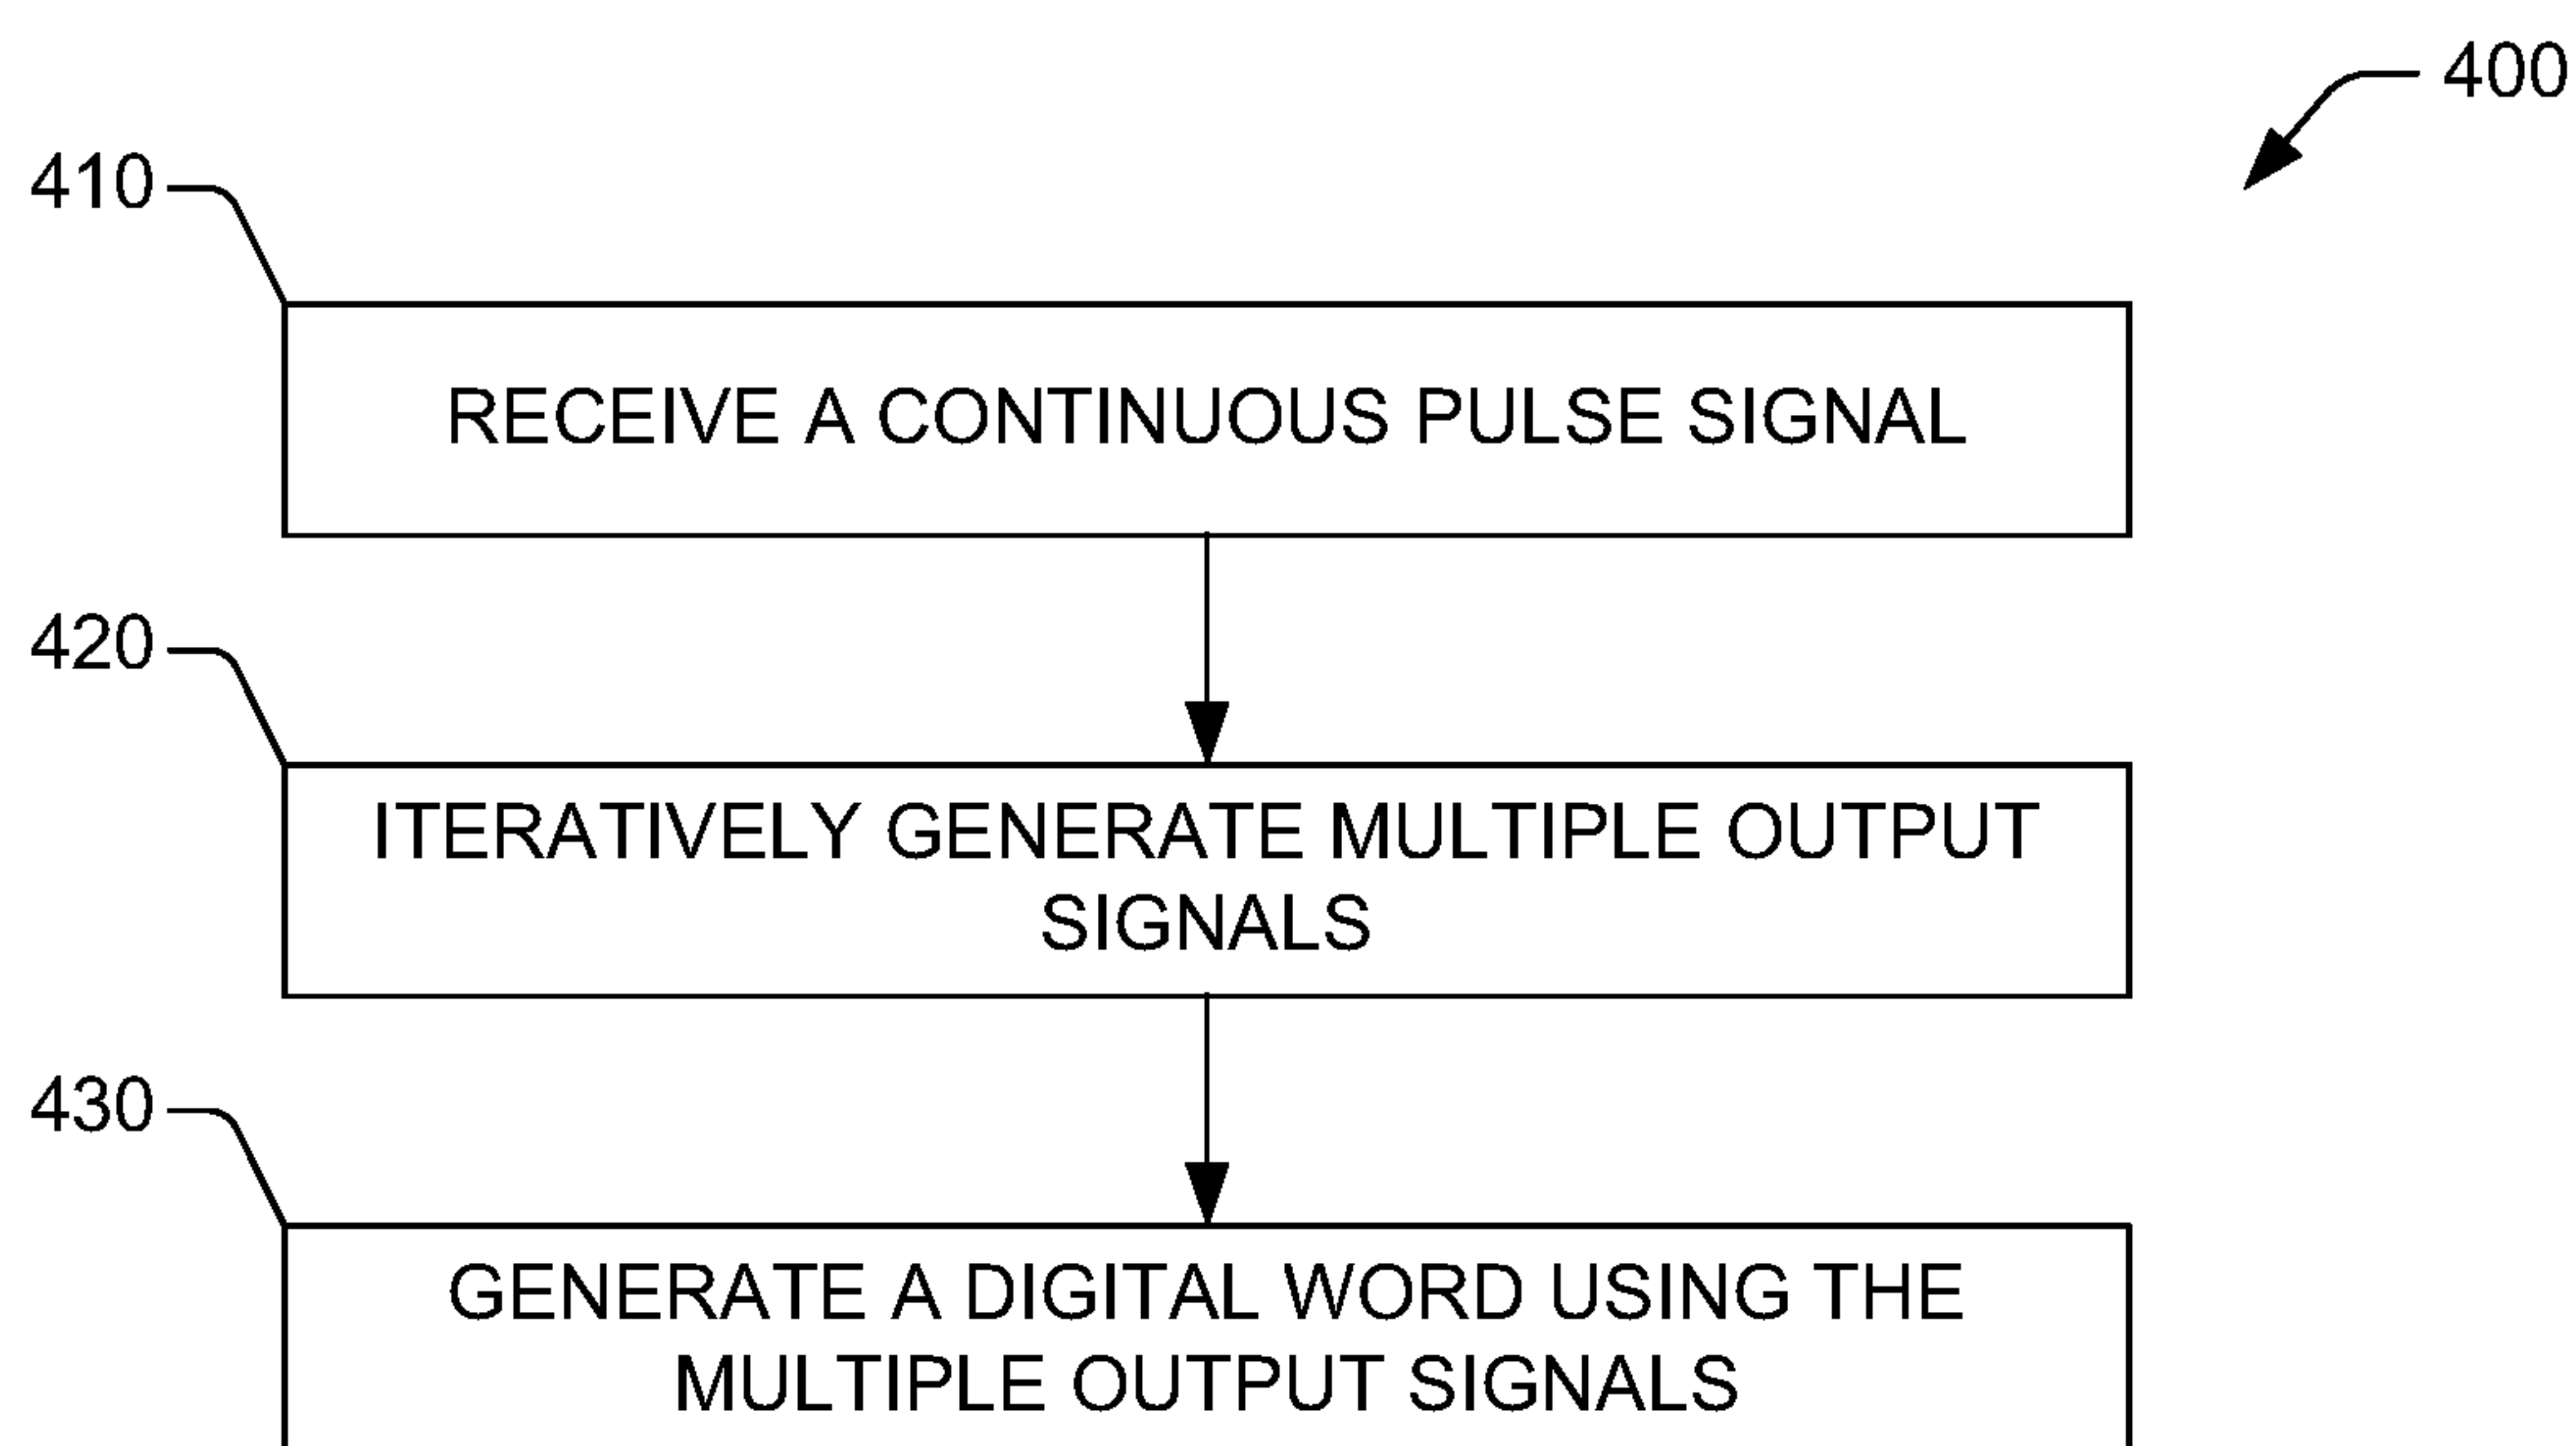 400
410
RECEIVE A CONTINUOUS PULSE SIGNAL
420
ITERATIVELY GENERATE MULTIPLE OUTPUT
SIGNALS
430
GENERATE A DIGITAL WORD USING THE
MULTIPLE OUTPUT SIGNALS